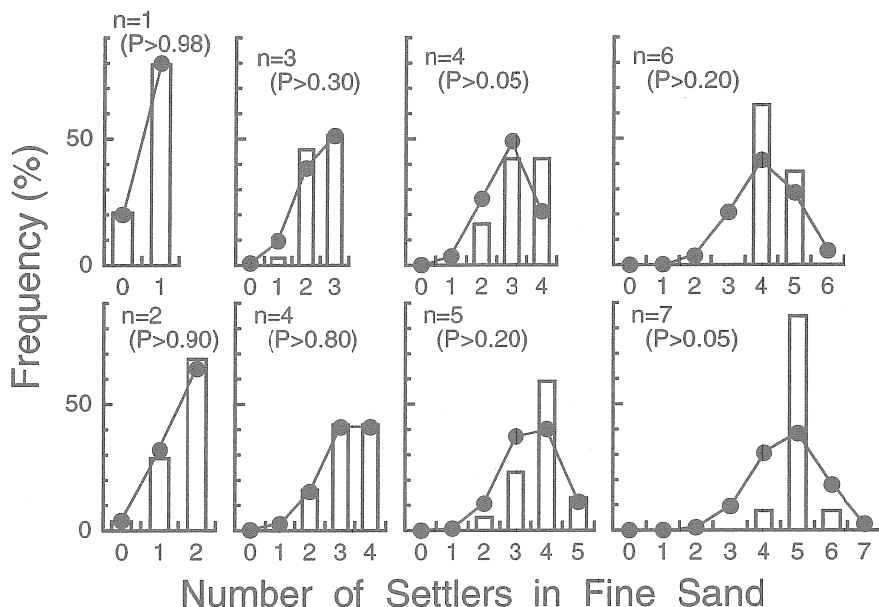 n=1
(P>0.98)
n=3
(P>0.30)
n=4
(P>0.05)
n=6
(P>0.20)
50
0
0 1
0 1 2 3
0 1 2 3 4
0 1 2 3 4 5 6
n=2
(P>0.90)
n=4
(P>0.80)
n=5
(P>0.20)
n=7
(P>0.05)
50
0
0 1 2
0 1 2 3 4
0 1 2 3 4 5
0 1 2 3 4 5 6 7
Frequency (%)
Number of Settlers in Fine Sand